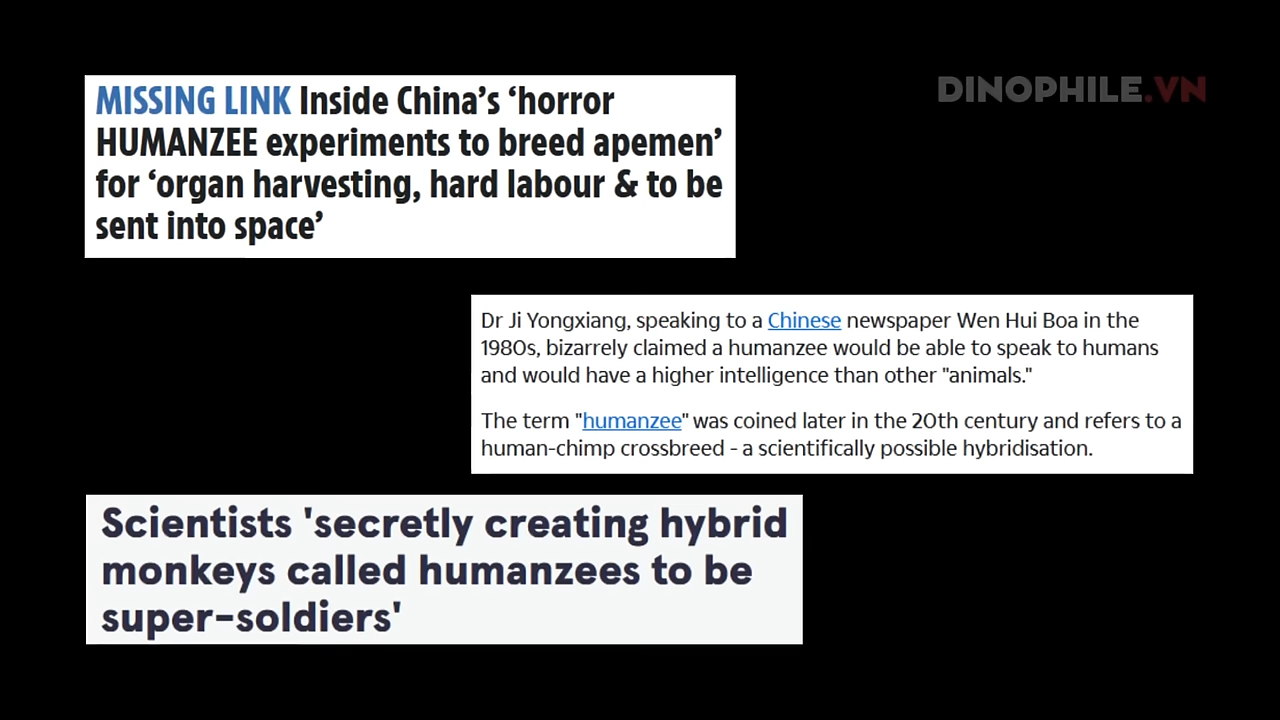 DINOPHILE.VN
MISSING LINK Inside China’s ‘horror
HUMANZEE experiments to breed apemen’
for ‘organ harvesting, hard labour & to be
sent into space’
Dr Ji Yongxiang, speaking to a Chinese newspaper Wen Hui Boa in the
1980s, bizarrely claimed a humanzee would be able to speak to humans
and would have a higher intelligence than other "animals."
The term "humanzee" was coined later in the 20th century and refers to a
human-chimp crossbreed - a scientifically possible hybridisation.
Scientists 'secretly creating hybrid
monkeys called humanzees to be
super-soldiers'